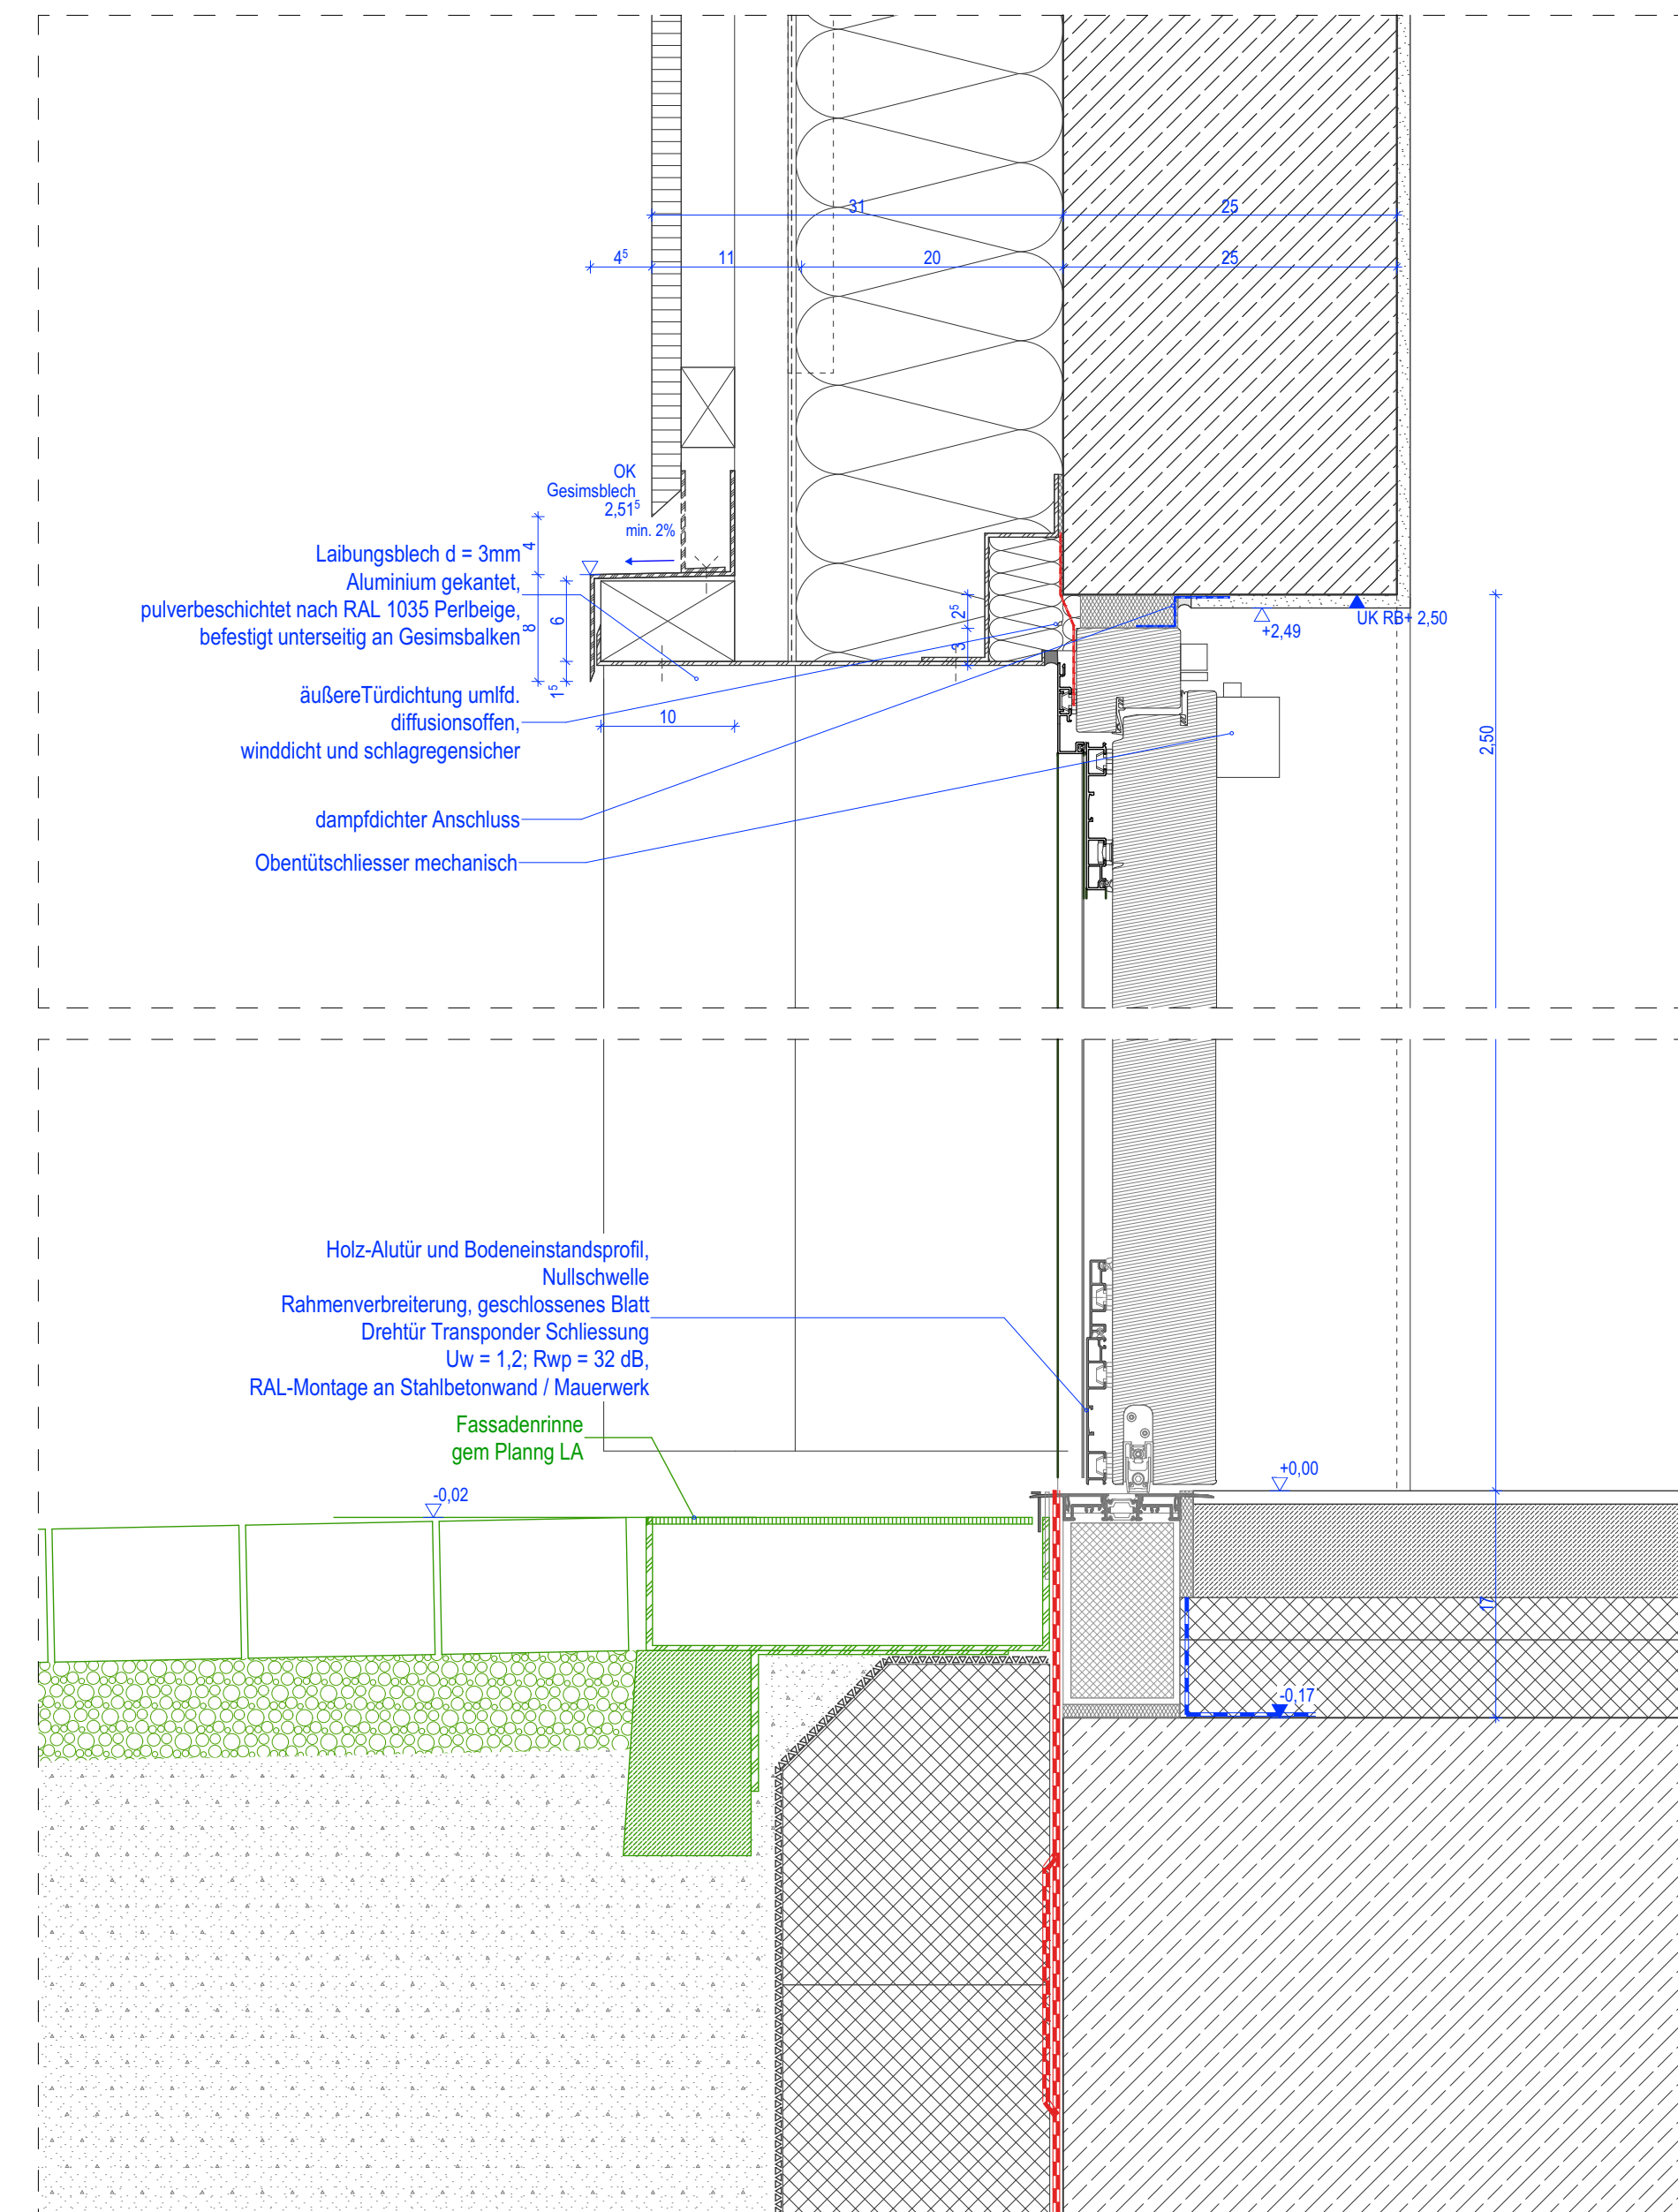 31
25
4⁵
11
20
25
OK
Gesimsblech
2,51⁵
min. 2%
4
8
6
1⁵
2⁵
3
10
Laibungsblech d = 3mm
Aluminium gekantet,
pulverbeschichtet nach RAL 1035 Perlbeige,
befestigt unterseitig an Gesimsbalken
+2,49
UK RB+ 2,50
äußereTürdichtung umlfd.
diffusionsoffen,
winddicht und schlagregensicher
2,50
dampfdichter Anschluss
Obentütschliesser mechanisch
Holz-Alutür und Bodeneinstandsprofil,
Nullschwelle
Rahmenverbreiterung, geschlossenes Blatt
Drehtür Transponder Schliessung
Uw = 1,2; Rwp = 32 dB,
RAL-Montage an Stahlbetonwand / Mauerwerk
Fassadenrinne
gem Planng LA
-0,02
+0,00
17
-0,17